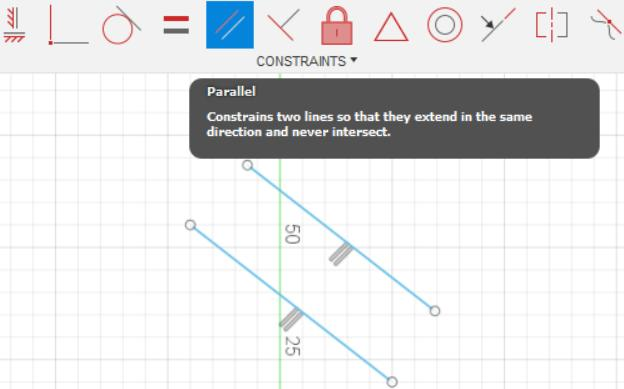 CONSTRAINTS
Parallel
Constrains two lines so that they extend in the same
direction and never intersect.
50
25